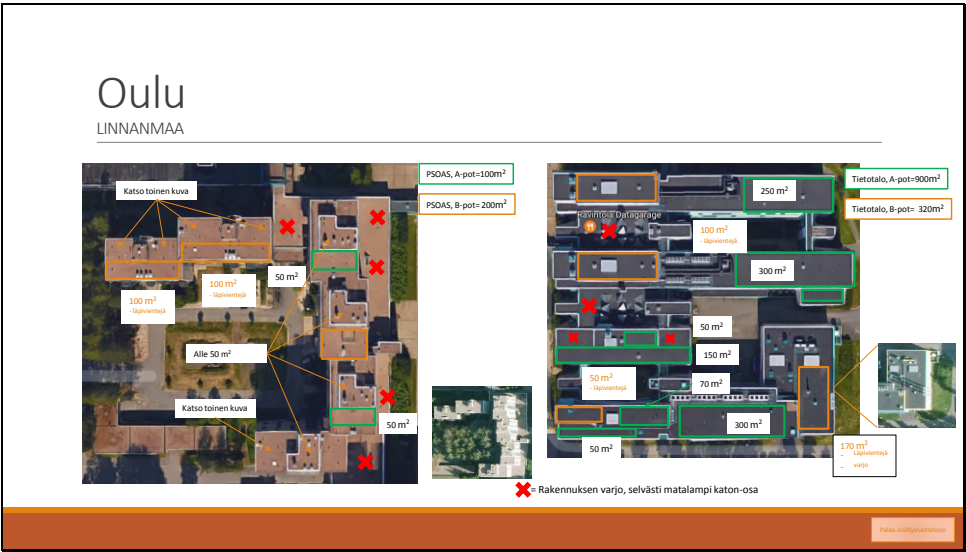 Oulu
LINNANMAA
Katso toinen kuva
PSOAS, A-pot=100m²
PSOAS, B-pot= 200m²
50 m²
100 m²
- läpivientejä
100 m²
- läpivientejä
Alle 50 m²
Katso toinen kuva
50 m²
Tietotalo, A-pot=900m²
Tietotalo, B-pot= 320m²
250 m²
Ravintola Datagarage
100 m²
- läpivientejä
300 m²
50 m²
150 m²
50 m²
- läpivientejä
70 m²
300 m²
50 m²
170 m²
- Läpivientejä
- varjo
= Rakennuksen varjo, selvästi matalampi katon-osa
Palaa sisällysluetteloon